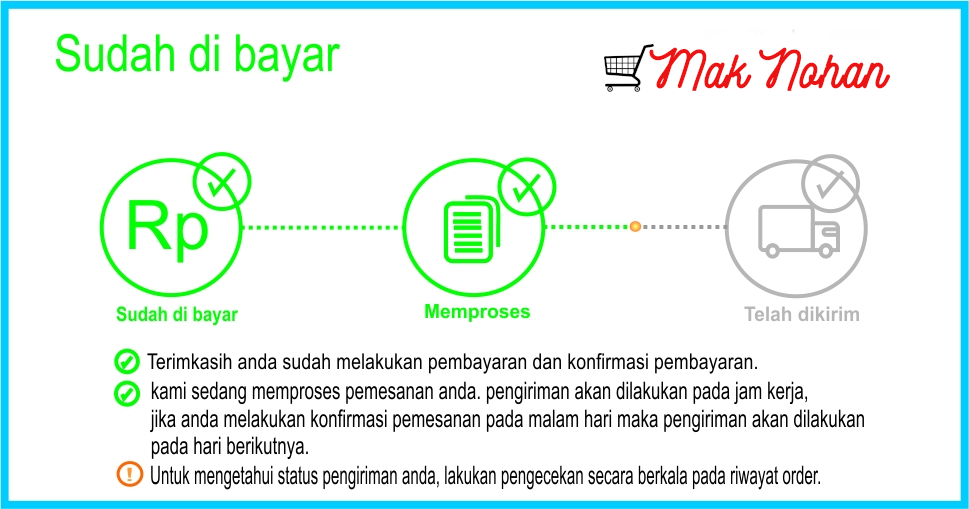 Sudah di bayar
Mak Nohan
Rp
Sudah di bayar
Memproses
Telah dikirim
Terimkasih anda sudah melakukan pembayaran dan konfirmasi pembayaran.
kami sedang memproses pemesanan anda. pengiriman akan dilakukan pada jam kerja,
jika anda melakukan konfirmasi pemesanan pada malam hari maka pengiriman akan dilakukan
pada hari berikutnya.
Untuk mengetahui status pengiriman anda, lakukan pengecekan secara berkala pada riwayat order.